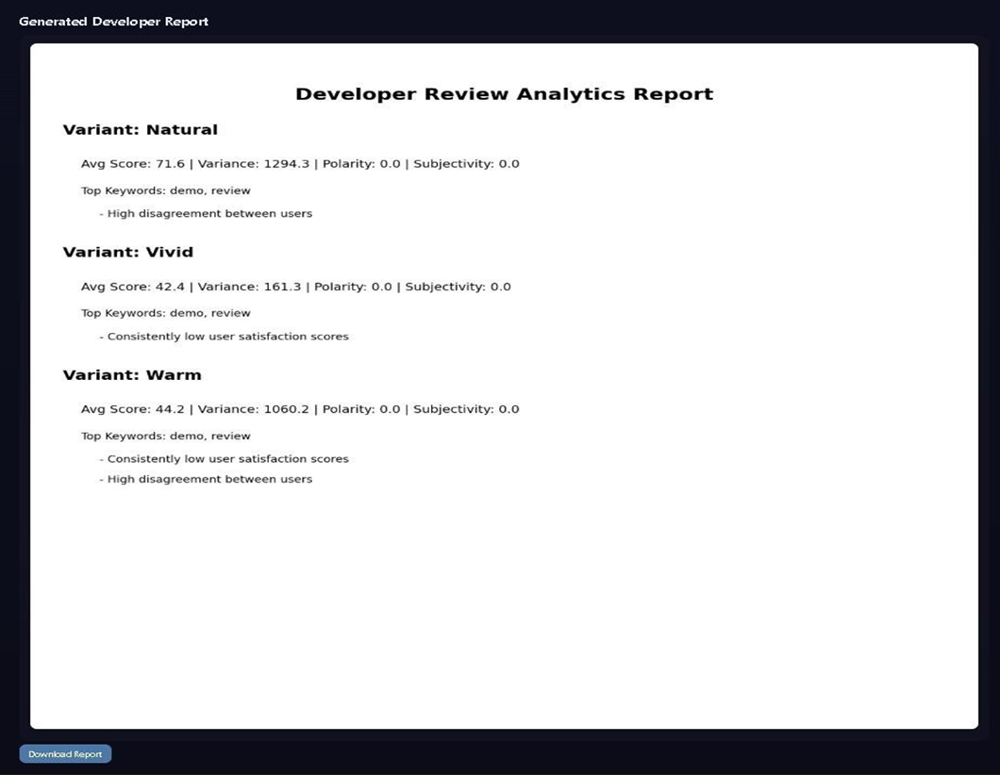 Generated Developer Report
Developer Review Analytics Report
Variant: Natural
Avg Score: 71.6 | Variance: 1294.3 | Polarity: 0.0 | Subjectivity: 0.0
Top Keywords: demo, review
- High disagreement between users
Variant: Vivid
Avg Score: 42.4 | Variance: 161.3 | Polarity: 0.0 | Subjectivity: 0.0
Top Keywords: demo, review
- Consistently low user satisfaction scores
Variant: Warm
Avg Score: 44.2 | Variance: 1060.2 | Polarity: 0.0 | Subjectivity: 0.0
Top Keywords: demo, review
- Consistently low user satisfaction scores
- High disagreement between users
Download Report